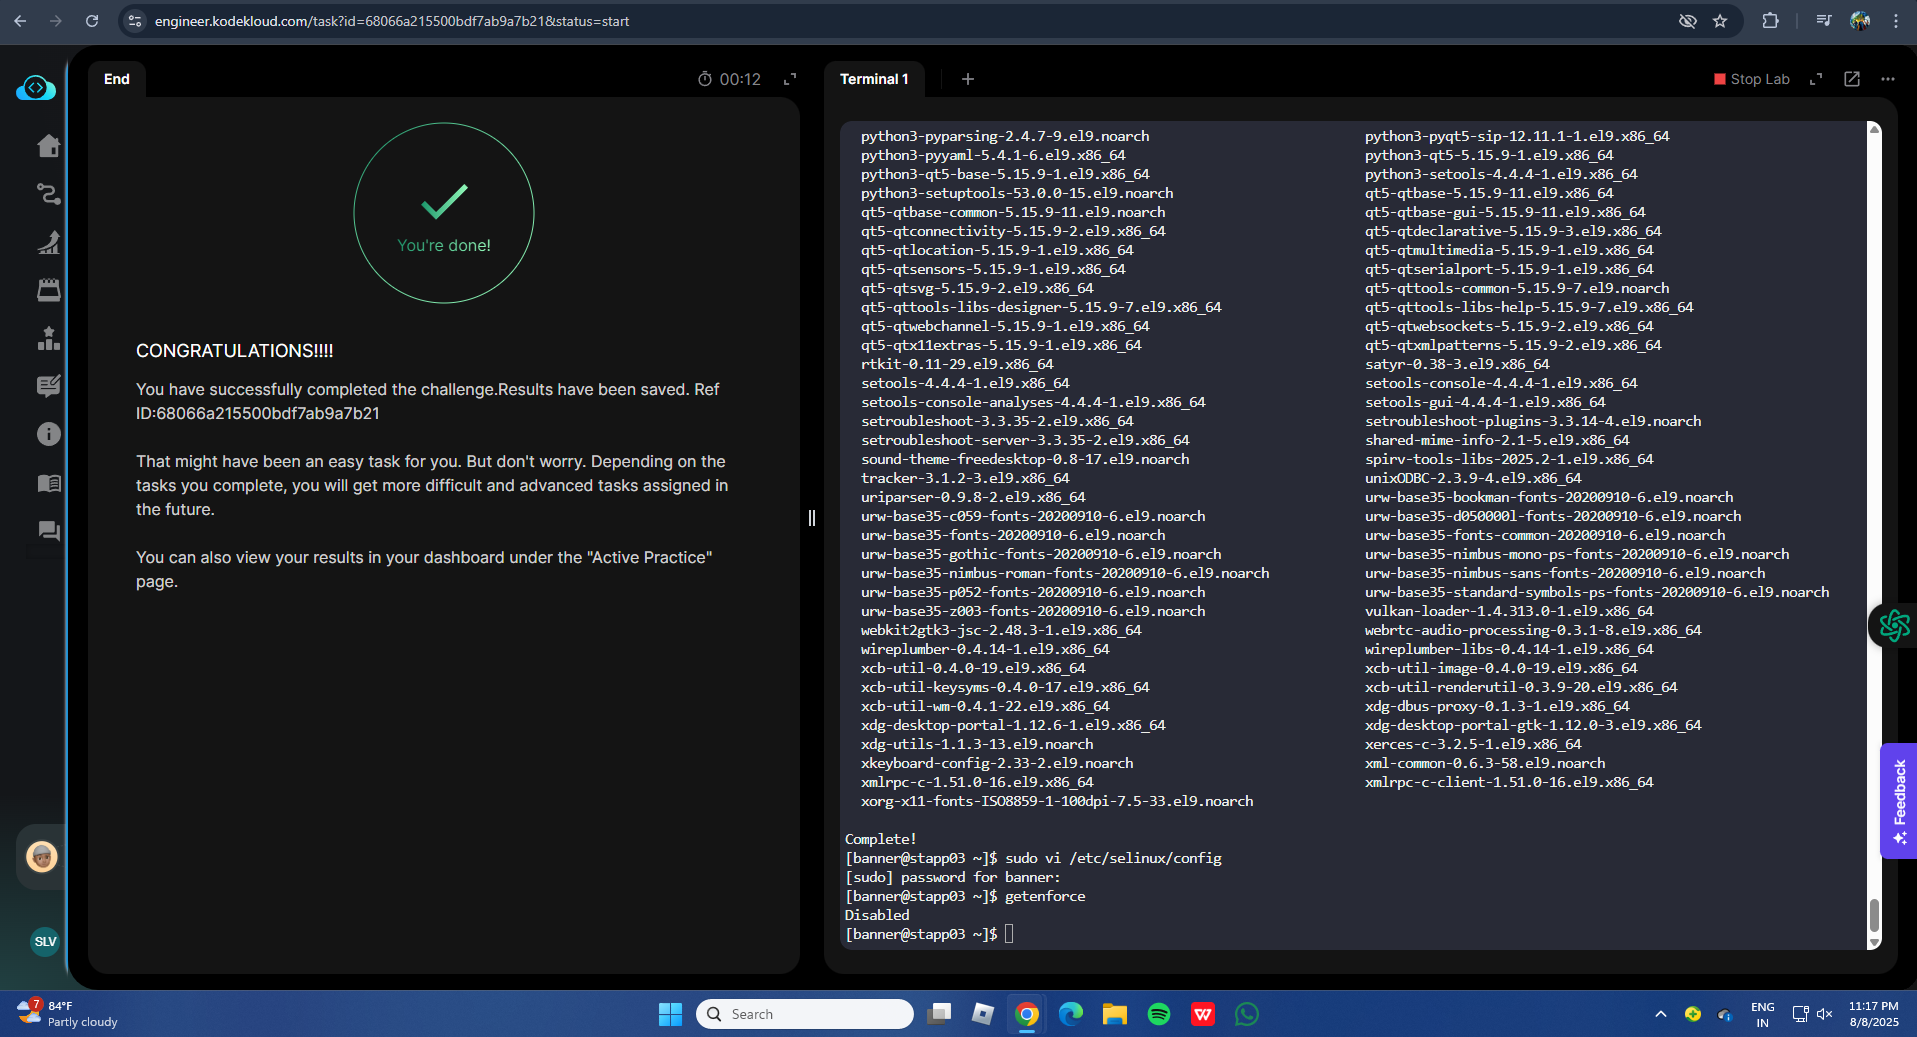 engineer.kodekloud.com/task?id=68066a215500bdf7ab9a7b21&status=start
End
00:12
You're done!
CONGRATULATIONS!!!!
You have successfully completed the challenge.Results have been saved. Ref
ID:68066a215500bdf7ab9a7b21
That might have been an easy task for you. But don't worry. Depending on the
tasks you complete, you will get more difficult and advanced tasks assigned in
the future.
You can also view your results in your dashboard under the "Active Practice"
page.
SLV
Terminal 1
Stop Lab
python3-pyparsing-2.4.7-9.el9.noarch python3-pyqt5-sip-12.11.1-1.el9.x86_64
python3-pyyaml-5.4.1-6.el9.x86_64 python3-qt5-5.15.9-1.el9.x86_64
python3-qt5-base-5.15.9-1.el9.x86_64 python3-setools-4.4.4-1.el9.x86_64
python3-setuptools-53.0.0-15.el9.noarch qt5-qtbase-5.15.9-11.el9.x86_64
qt5-qtbase-common-5.15.9-11.el9.noarch qt5-qtbase-gui-5.15.9-11.el9.x86_64
qt5-qtconnectivity-5.15.9-2.el9.x86_64 qt5-qtdeclarative-5.15.9-3.el9.x86_64
qt5-qtlocation-5.15.9-1.el9.x86_64 qt5-qtmultimedia-5.15.9-1.el9.x86_64
qt5-qtsensors-5.15.9-1.el9.x86_64 qt5-qtserialport-5.15.9-1.el9.x86_64
qt5-qtsvg-5.15.9-2.el9.x86_64 qt5-qttools-common-5.15.9-7.el9.noarch
qt5-qttools-libs-designer-5.15.9-7.el9.x86_64 qt5-qttools-libs-help-5.15.9-7.el9.x86_64
qt5-qtwebchannel-5.15.9-1.el9.x86_64 qt5-qtwebsockets-5.15.9-2.el9.x86_64
qt5-qtx11extras-5.15.9-1.el9.x86_64 qt5-qtxmlpatterns-5.15.9-2.el9.x86_64
rtkit-0.11-29.el9.x86_64 satyr-0.38-3.el9.x86_64
setools-4.4.4-1.el9.x86_64 setools-console-4.4.4-1.el9.x86_64
setools-console-analyses-4.4.4-1.el9.x86_64 setools-gui-4.4.4-1.el9.x86_64
setroubleshoot-3.3.35-2.el9.x86_64 setroubleshoot-plugins-3.3.14-4.el9.noarch
setroubleshoot-server-3.3.35-2.el9.x86_64 shared-mime-info-2.1-5.el9.x86_64
sound-theme-freedesktop-0.8-17.el9.noarch spirv-tools-libs-2025.2-1.el9.x86_64
tracker-3.1.2-3.el9.x86_64 unixODBC-2.3.9-4.el9.x86_64
uriparser-0.9.8-2.el9.x86_64 urw-base35-bookman-fonts-20200910-6.el9.noarch
urw-base35-c059-fonts-20200910-6.el9.noarch urw-base35-d050000l-fonts-20200910-6.el9.noarch
urw-base35-fonts-20200910-6.el9.noarch urw-base35-fonts-common-20200910-6.el9.noarch
urw-base35-gothic-fonts-20200910-6.el9.noarch urw-base35-nimbus-mono-ps-fonts-20200910-6.el9.noarch
urw-base35-nimbus-roman-fonts-20200910-6.el9.noarch urw-base35-nimbus-sans-fonts-20200910-6.el9.noarch
urw-base35-p052-fonts-20200910-6.el9.noarch urw-base35-standard-symbols-ps-fonts-20200910-6.el9.noarch
urw-base35-z003-fonts-20200910-6.el9.noarch vulkan-loader-1.4.313.0-1.el9.x86_64
webkit2gtk3-jsc-2.48.3-1.el9.x86_64 webrtc-audio-processing-0.3.1-8.el9.x86_64
wireplumber-0.4.14-1.el9.x86_64 wireplumber-libs-0.4.14-1.el9.x86_64
xcb-util-0.4.0-19.el9.x86_64 xcb-util-image-0.4.0-19.el9.x86_64
xcb-util-keysyms-0.4.0-17.el9.x86_64 xcb-util-renderutil-0.3.9-20.el9.x86_64
xcb-util-wm-0.4.1-22.el9.x86_64 xdg-dbus-proxy-0.1.3-1.el9.x86_64
xdg-desktop-portal-1.12.6-1.el9.x86_64 xdg-desktop-portal-gtk-1.12.0-3.el9.x86_64
xdg-utils-1.1.3-13.el9.noarch xerces-c-3.2.5-1.el9.x86_64
xkeyboard-config-2.33-2.el9.noarch xml-common-0.6.3-58.el9.noarch
xmlrpc-c-1.51.0-16.el9.x86_64 xmlrpc-c-client-1.51.0-16.el9.x86_64
xorg-x11-fonts-ISO8859-1-100dpi-7.5-33.el9.noarch
Complete!
[banner@stapp03 ~]$ sudo vi /etc/selinux/config
[sudo] password for banner:
[banner@stapp03 ~]$ getenforce
Disabled
[banner@stapp03 ~]$
Feedback
7
84°F
Partly cloudy
Search
ENG
IN
11:17 PM
8/8/2025